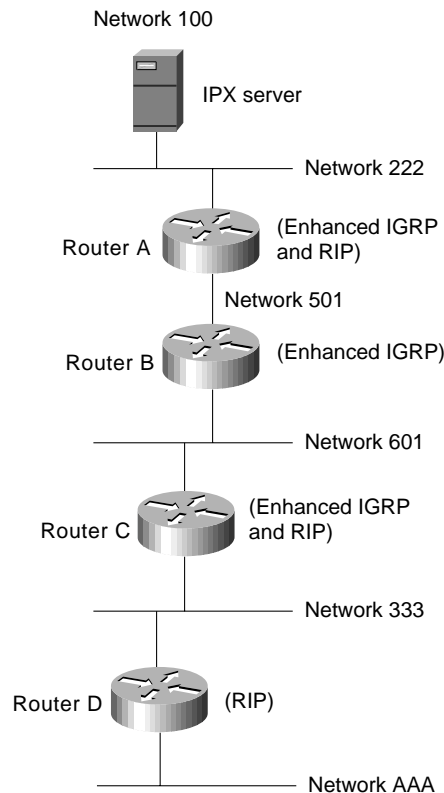 Network 100
IPX server
Network 222
Router A
(Enhanced IGRP
and RIP)
Network 501
Router B
(Enhanced IGRP)
Network 601
Router C
(Enhanced IGRP
and RIP)
Network 333
Router D
(RIP)
Network AAA